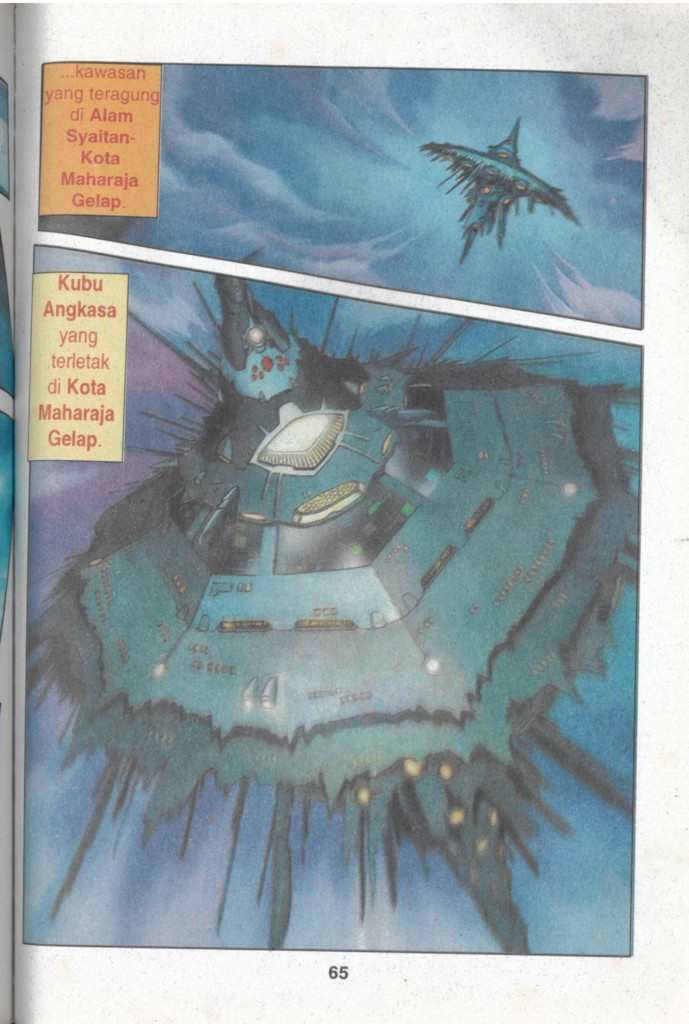 ...kawasan
yang teragung
di Alam
Syaitan-
Kota
Maharaja
Gelap.
Kubu
Angkasa
yang
terletak
di Kota
Maharaja
Gelap.
65